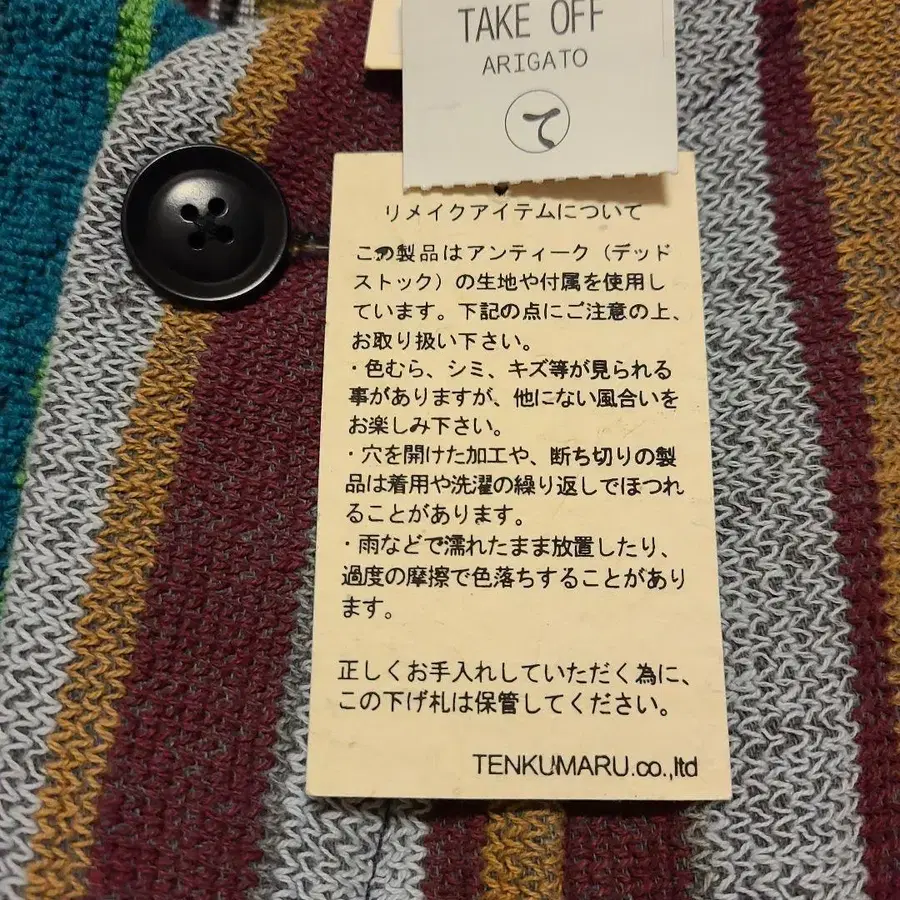 TAKE OFF
ARIGATO
て
リメイクアイテムについて
この製品はアンティーク（デッド
ストック）の生地や付属を使用し
ています。下記の点にご注意の上、
お取り扱い下さい。
・色むら、シミ、キズ等が見られる
事がありますが、他にない風合いを
お楽しみ下さい。
・穴を開けた加工や、断ち切りの製
品は着用や洗濯の繰り返しでほつれ
ることがあります。
・雨などで濡れたまま放置したり、
過度の摩擦で色落ちすることがあり
ます。
正しくお手入れしていただく為に、
この下げ札は保管してください。
TENKUMARU.co.,ltd